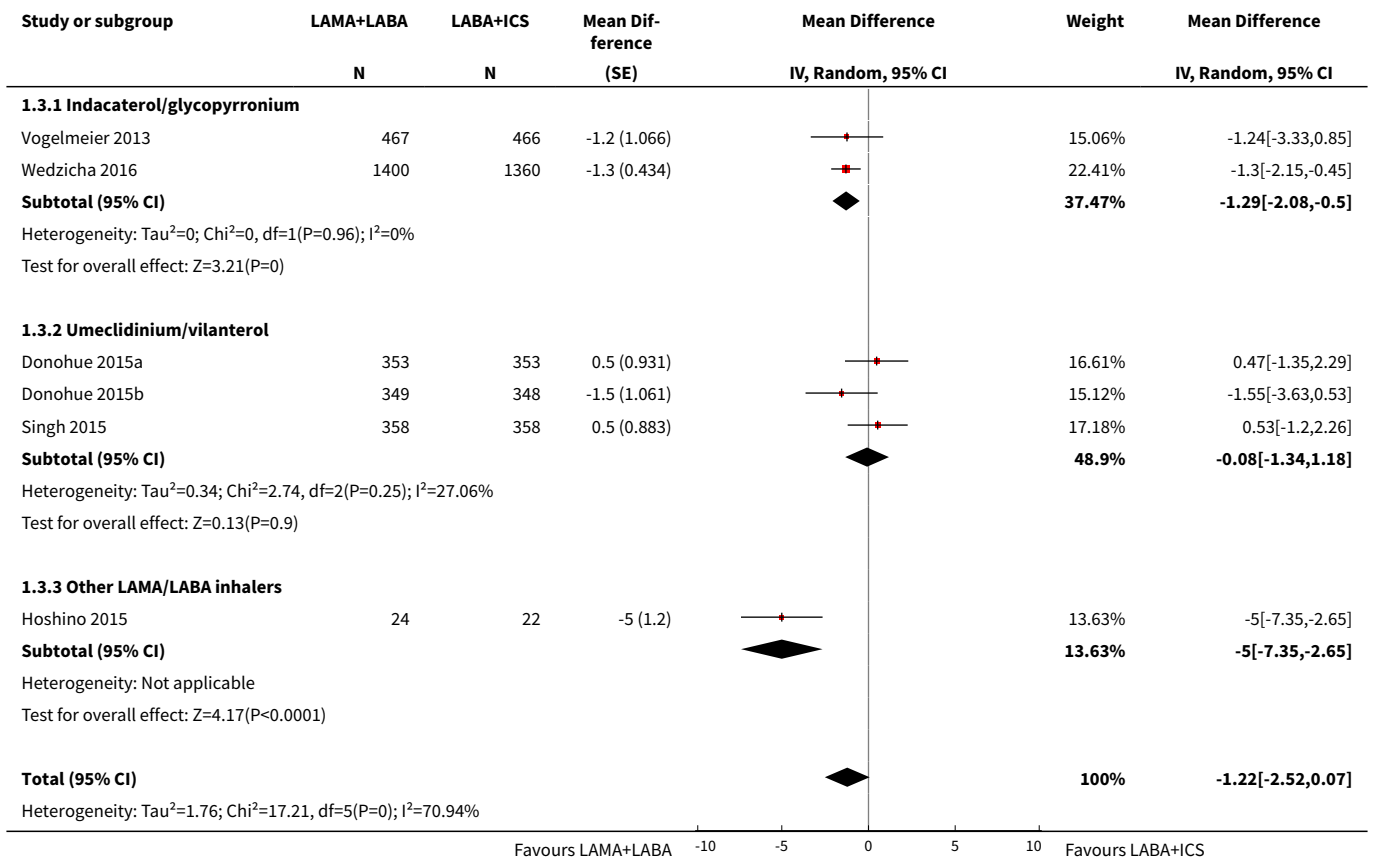 Study or subgroup LAMA+LABA LABA+ICS Mean Dif- Mean Difference Weight Mean Difference
ference
N N (SE) IV, Random, 95% CI IV, Random, 95% CI
1.3.1 Indacaterol/glycopyrronium
Vogelmeier 2013 467 466 -1.2 (1.066) 15.06% -1.24[-3.33,0.85]
Wedzicha 2016 1400 1360 -1.3 (0.434) 22.41% -1.3[-2.15,-0.45]
Subtotal (95% CI) 37.47% -1.29[-2.08,-0.5]
Heterogeneity: Tau²=0; Chi²=0, df=1(P=0.96); I²=0%
Test for overall effect: Z=3.21(P=0)
1.3.2 Umeclidinium/vilanterol
Donohue 2015a 353 353 0.5 (0.931) 16.61% 0.47[-1.35,2.29]
Donohue 2015b 349 348 -1.5 (1.061) 15.12% -1.55[-3.63,0.53]
Singh 2015 358 358 0.5 (0.883) 17.18% 0.53[-1.2,2.26]
Subtotal (95% CI) 48.9% -0.08[-1.34,1.18]
Heterogeneity: Tau²=0.34; Chi²=2.74, df=2(P=0.25); I²=27.06%
Test for overall effect: Z=0.13(P=0.9)
1.3.3 Other LAMA/LABA inhalers
Hoshino 2015 24 22 -5 (1.2) 13.63% -5[-7.35,-2.65]
Subtotal (95% CI) 13.63% -5[-7.35,-2.65]
Heterogeneity: Not applicable
Test for overall effect: Z=4.17(P<0.0001)
Total (95% CI) 100% -1.22[-2.52,0.07]
Heterogeneity: Tau²=1.76; Chi²=17.21, df=5(P=0); I²=70.94%
Favours LAMA+LABA -10 -5 0 5 10 Favours LABA+ICS